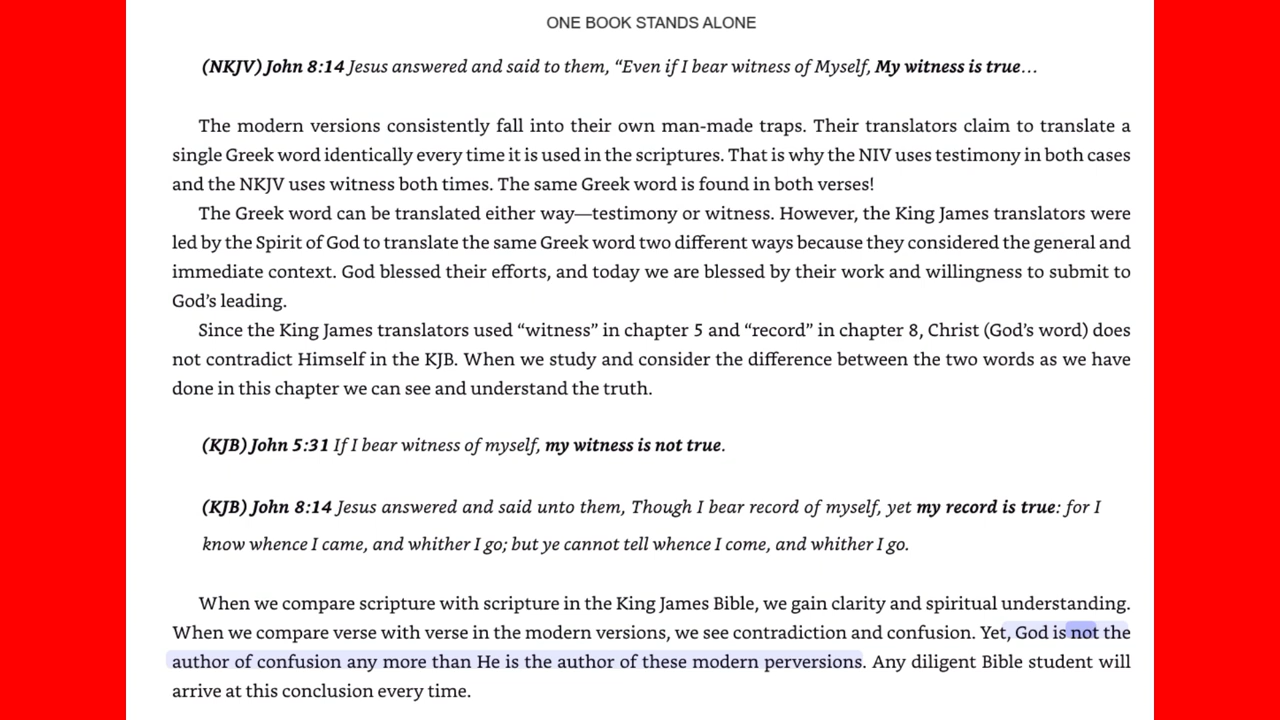 ONE BOOK STANDS ALONE
(NKJV) John 8:14 Jesus answered and said to them, “Even if I bear witness of Myself, My witness is true…
The modern versions consistently fall into their own man-made traps. Their translators claim to translate a
single Greek word identically every time it is used in the scriptures. That is why the NIV uses testimony in both cases
and the NKJV uses witness both times. The same Greek word is found in both verses!
The Greek word can be translated either way—testimony or witness. However, the King James translators were
led by the Spirit of God to translate the same Greek word two different ways because they considered the general and
immediate context. God blessed their efforts, and today we are blessed by their work and willingness to submit to
God’s leading.
Since the King James translators used “witness” in chapter 5 and “record” in chapter 8, Christ (God’s word) does
not contradict Himself in the KJB. When we study and consider the difference between the two words as we have
done in this chapter we can see and understand the truth.
(KJB) John 5:31 If I bear witness of myself, my witness is not true.
(KJB) John 8:14 Jesus answered and said unto them, Though I bear record of myself, yet my record is true: for I
know whence I came, and whither I go; but ye cannot tell whence I come, and whither I go.
When we compare scripture with scripture in the King James Bible, we gain clarity and spiritual understanding.
When we compare verse with verse in the modern versions, we see contradiction and confusion. Yet, God is not the
author of confusion any more than He is the author of these modern perversions. Any diligent Bible student will
arrive at this conclusion every time.